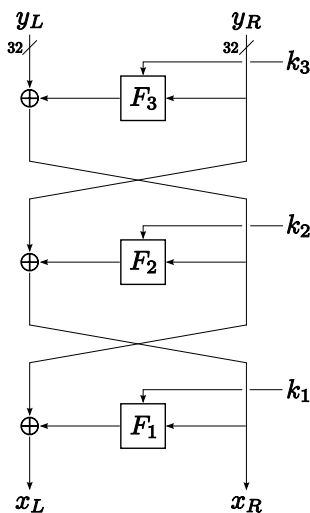 y_L y_R
32 32
k_3
⊕ F_3
k_2
⊕ F_2
k_1
⊕ F_1
x_L x_R